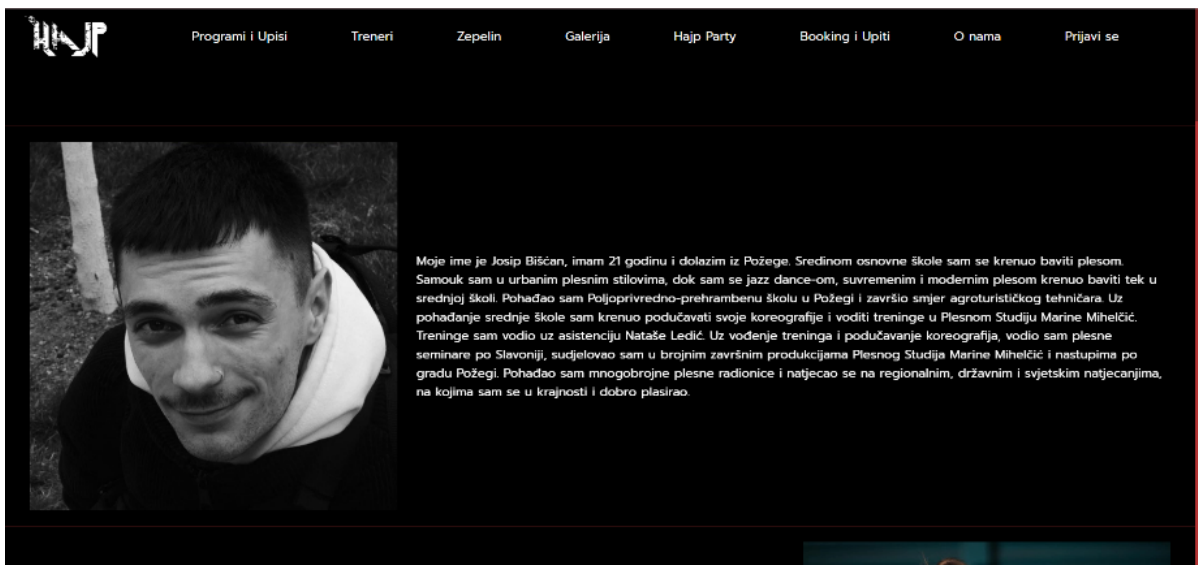 HAJP
Programi i Upisi
Treneri
Zepelin
Galerija
Hajp Party
Booking i Upiti
O nama
Prijavi se
Moje ime je Josip Bišćan, imam 21 godinu i dolazim iz Požege. Sredinom osnovne škole sam se krenuo baviti plesom.
Samouk sam u urbanim plesnim stilovima, dok sam se jazz dance-om, suvremenim i modernim plesom krenuo baviti tek u
srednjoj školi. Pohađao sam Poljoprivredno-prehrambenu školu u Požegi i završio smjer agroturističkog tehničara. Uz
pohađanje srednje škole sam krenuo podučavati svoje koreografije i voditi treninge u Plesnom Studiju Marine Mihelčić.
Treninge sam vodio uz asistenciju Nataše Ledić. Uz vođenje treninga i podučavanje koreografija, vodio sam plesne
seminare po Slavoniji, sudjelovao sam u brojnim završnim produkcijama Plesnog Studija Marine Mihelčić i nastupima po
gradu Požegi. Pohađao sam mnogobrojne plesne radionice i natjecao se na regionalnim, državnim i svjetskim natjecanjima,
na kojima sam se u krajnosti i dobro plasirao.